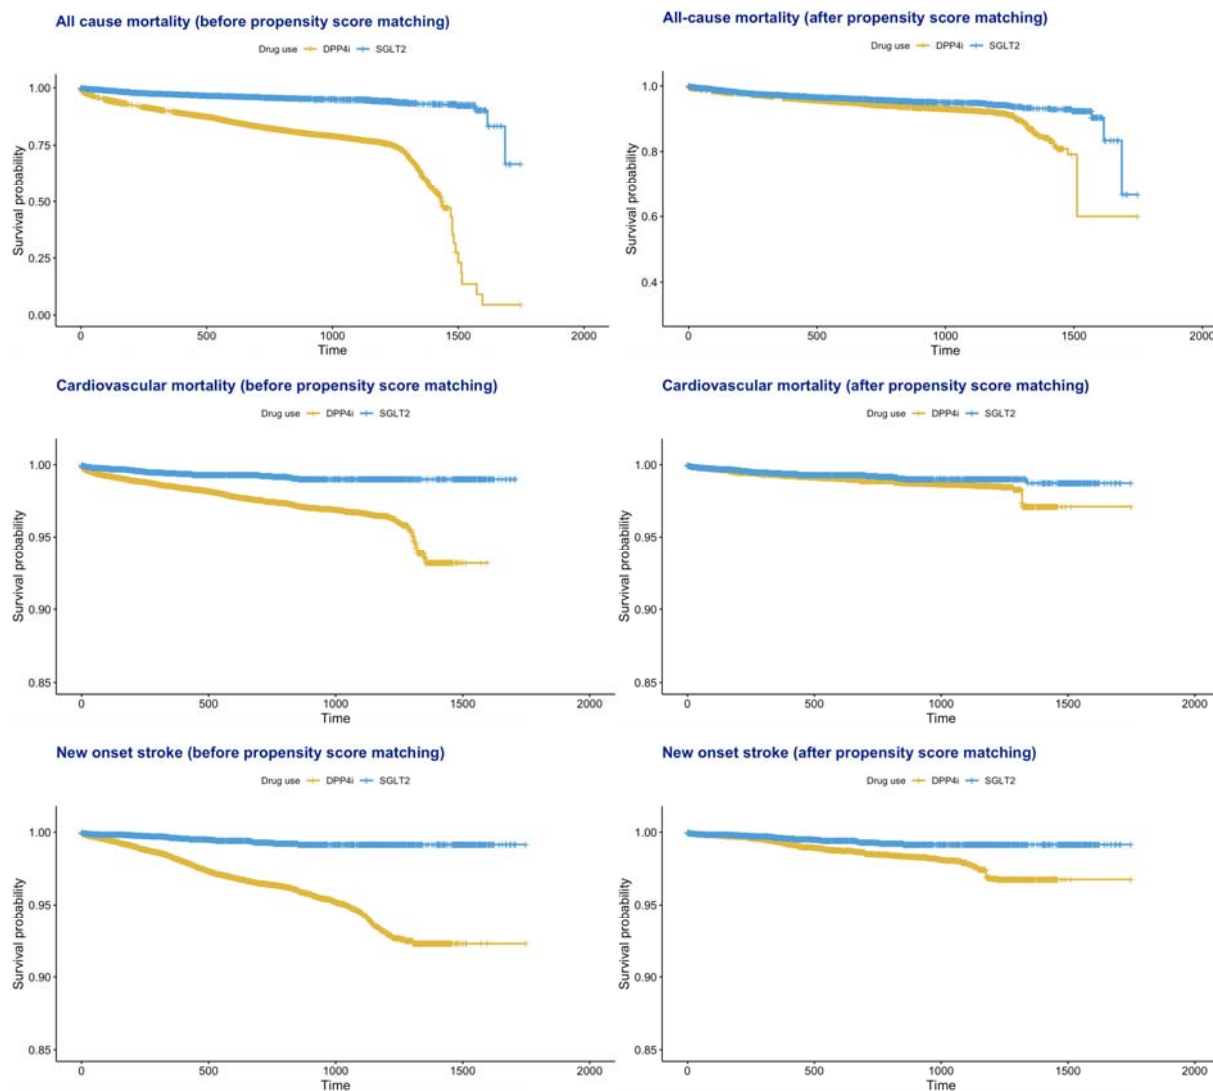 All cause mortality (before propensity score matching)
Drug use DPP4i SGLT2
1.00
0.75
0.50
0.25
0.00
Survival probability
0 500 1000 1500 2000
Time
All-cause mortality (after propensity score matching)
Drug use DPP4i SGLT2
1.0
0.8
0.6
0.4
Survival probability
0 500 1000 1500 2000
Time
Cardiovascular mortality (before propensity score matching)
Drug use DPP4i SGLT2
1.00
0.95
0.90
0.85
Survival probability
0 500 1000 1500 2000
Time
Cardiovascular mortality (after propensity score matching)
Drug use DPP4i SGLT2
1.00
0.95
0.90
0.85
Survival probability
0 500 1000 1500 2000
Time
New onset stroke (before propensity score matching)
Drug use DPP4i SGLT2
1.00
0.95
0.90
0.85
Survival probability
0 500 1000 1500 2000
Time
New onset stroke (after propensity score matching)
Drug use DPP4i SGLT2
1.00
0.95
0.90
0.85
Survival probability
0 500 1000 1500 2000
Time